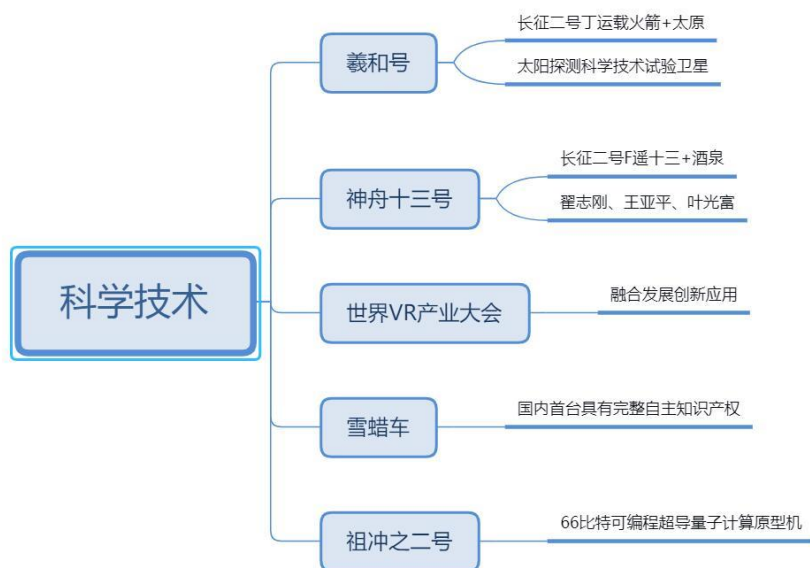 科学技术
羲和号
长征二号丁运载火箭+太原
太阳探测科学技术试验卫星
神舟十三号
长征二号F遥十三+酒泉
翟志刚、王亚平、叶光富
世界VR产业大会
融合发展创新应用
雪蜡车
国内首台具有完整自主知识产权
祖冲之二号
66比特可编程超导量子计算原型机